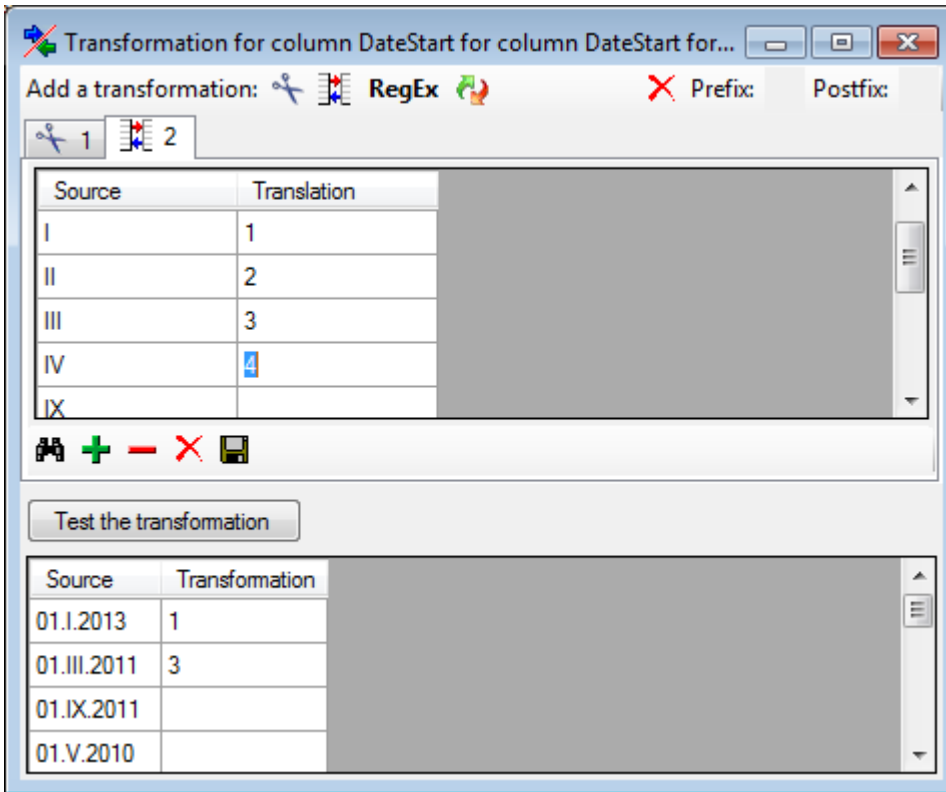 Transformation for column DateStart for column DateStart for...
Add a transformation: RegEx Prefix: Postfix:
1 2
Source Translation
I 1
II 2
III 3
IV 4
IX
Test the transformation
Source Transformation
01.I.2013 1
01.III.2011 3
01.IX.2011
01.V.2010